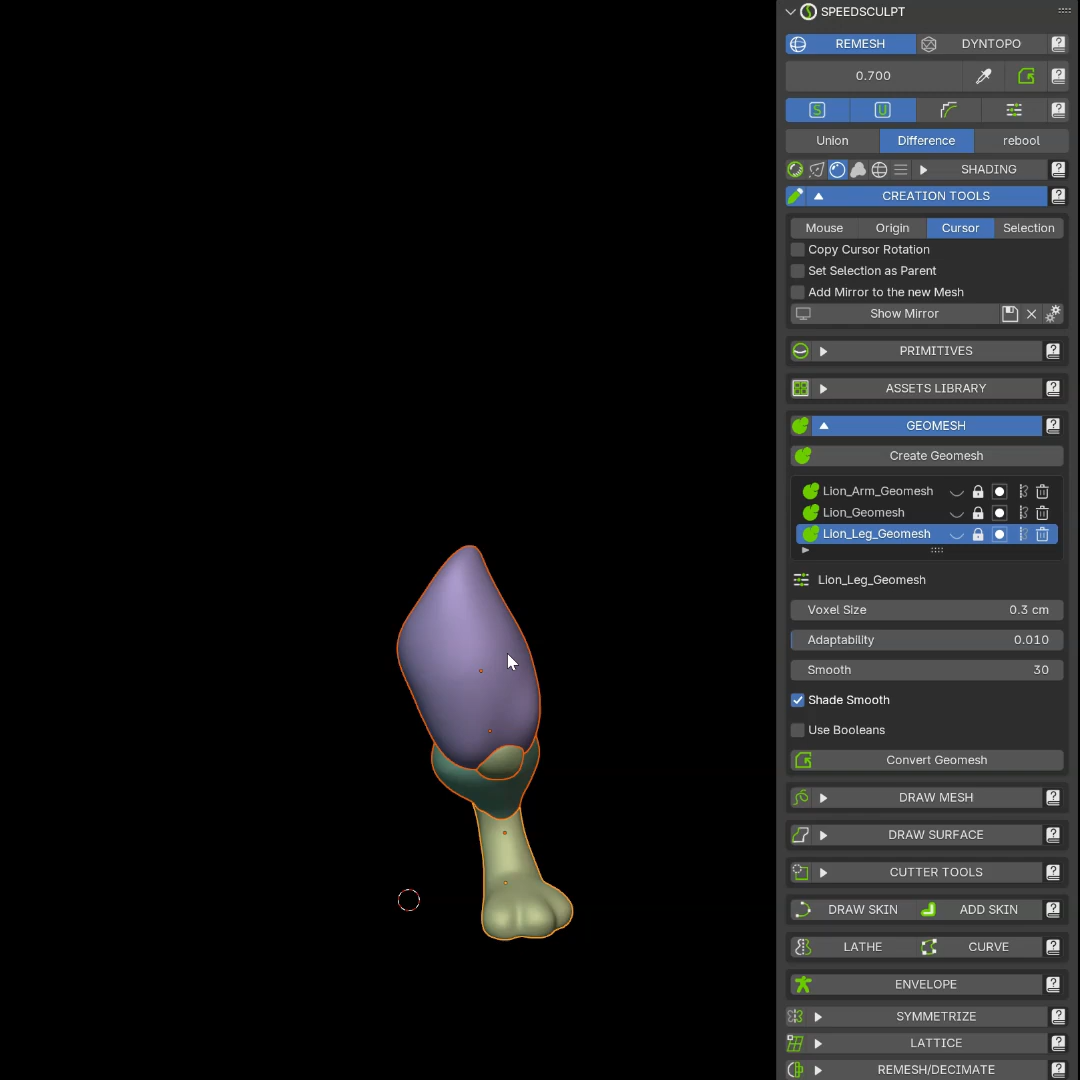 SPEEDSCULPT
REMESH DYNTOPO
0.700
S U
Union Difference rebool
SHADING
CREATION TOOLS
Mouse Origin Cursor Selection
Copy Cursor Rotation
Set Selection as Parent
Add Mirror to the new Mesh
Show Mirror
PRIMITIVES
ASSETS LIBRARY
GEOMESH
Create Geomesh
Lion_Arm_Geomesh
Lion_Geomesh
Lion_Leg_Geomesh
Lion_Leg_Geomesh
Voxel Size 0.3 cm
Adaptability 0.010
Smooth 30
Shade Smooth
Use Booleans
Convert Geomesh
DRAW MESH
DRAW SURFACE
CUTTER TOOLS
DRAW SKIN ADD SKIN
LATHE CURVE
ENVELOPE
SYMMETRIZE
LATTICE
REMESH/DECIMATE